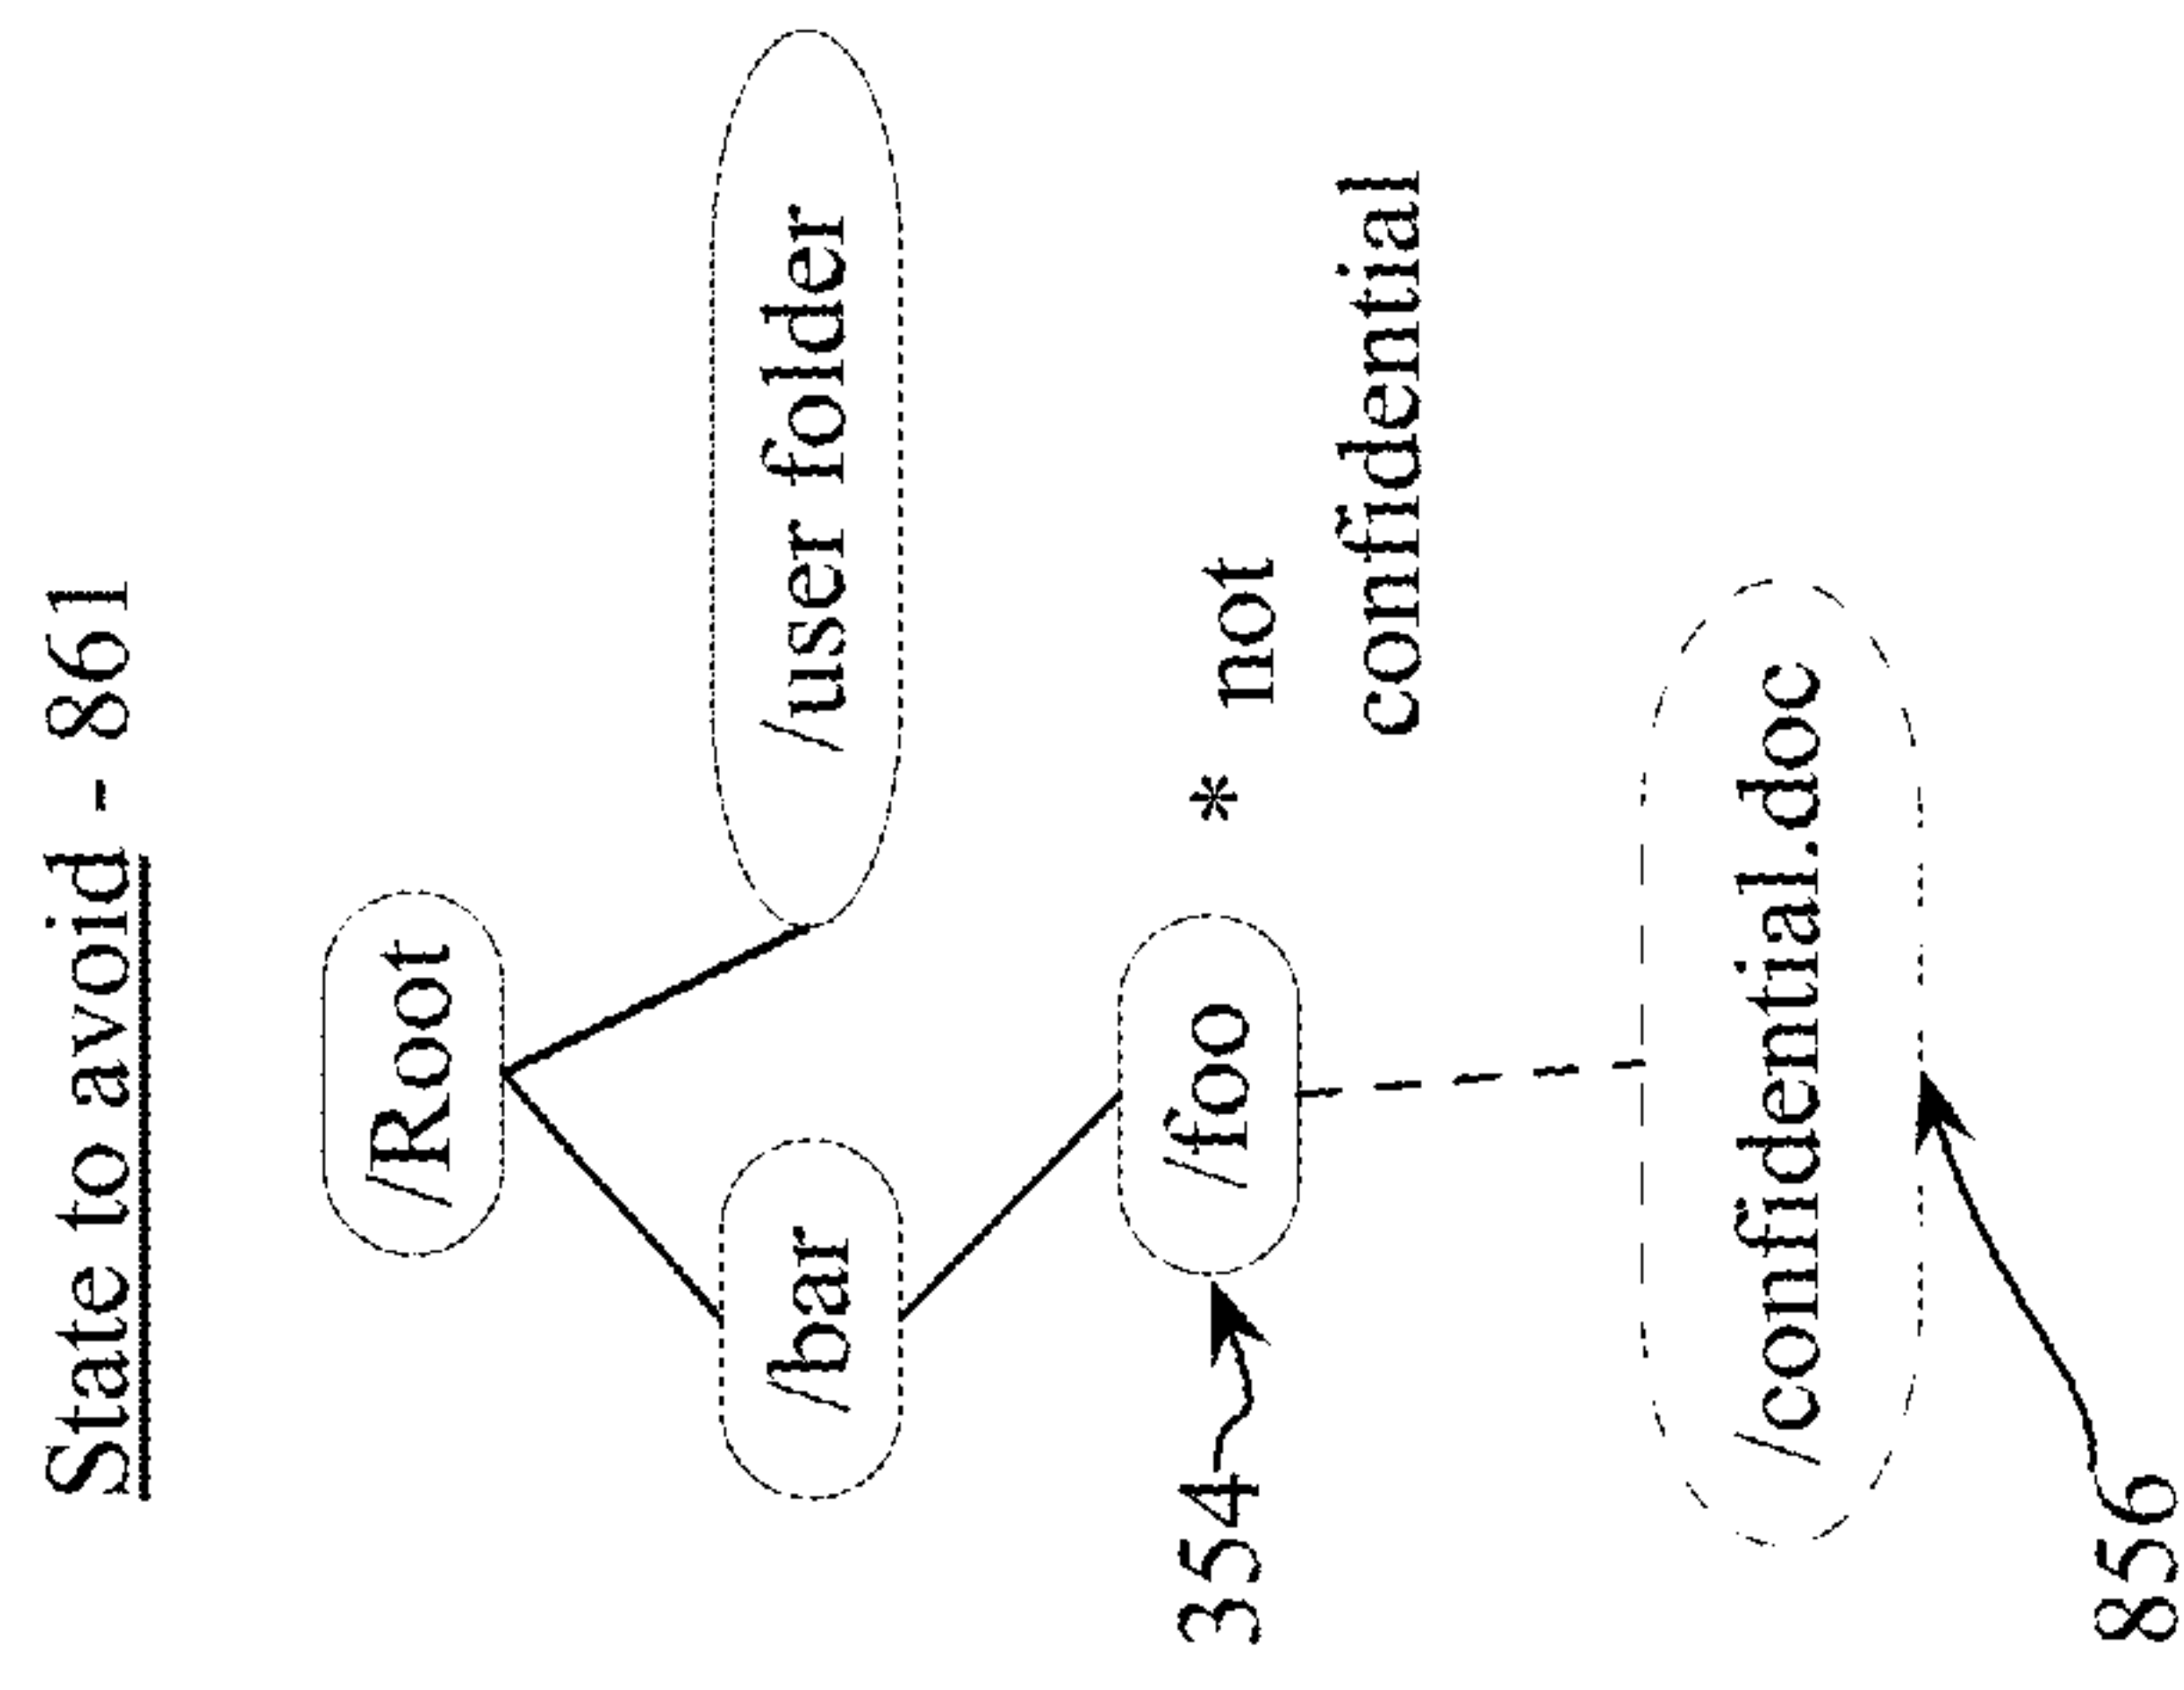 State to avoid - 861
/Root
/bar
/user folder
354
/foo
* not
confidential
/confidential.doc
856